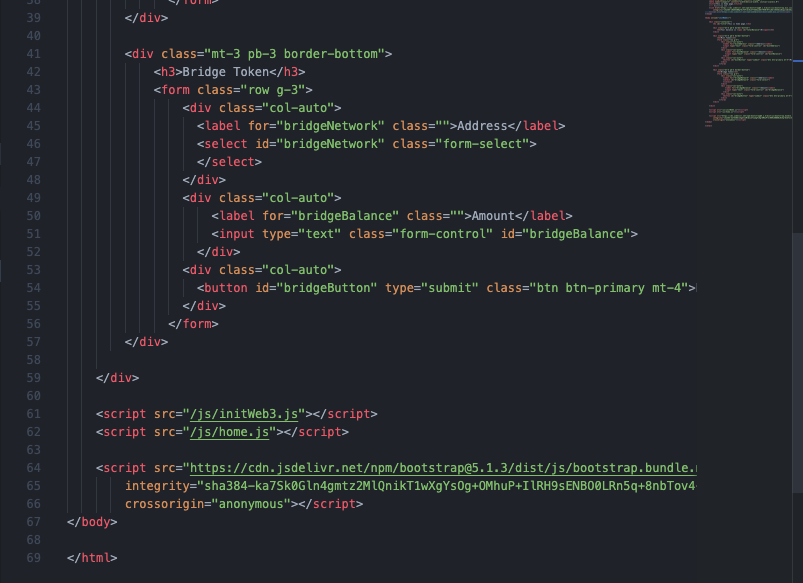 38 </form>
39 </div>
40
41 <div class="mt-3 pb-3 border-bottom">
42 <h3>Bridge Token</h3>
43 <form class="row g-3">
44 <div class="col-auto">
45 <label for="bridgeNetwork" class="">Address</label>
46 <select id="bridgeNetwork" class="form-select">
47 </select>
48 </div>
49 <div class="col-auto">
50 <label for="bridgeBalance" class="">Amount</label>
51 <input type="text" class="form-control" id="bridgeBalance">
52 </div>
53 <div class="col-auto">
54 <button id="bridgeButton" type="submit" class="btn btn-primary mt-4">
55 </div>
56 </form>
57 </div>
58
59 </div>
60
61 <script src="/js/initWeb3.js"></script>
62 <script src="/js/home.js"></script>
63
64 <script src="https://cdn.jsdelivr.net/npm/bootstrap@5.1.3/dist/js/bootstrap.bundle.
65 integrity="sha384-ka7Sk0Gln4gmtz2MlQnikT1wXgYsOg+OMhuP+IlRH9sENBO0LRn5q+8nbTov4
66 crossorigin="anonymous"></script>
67 </body>
68
69 </html>